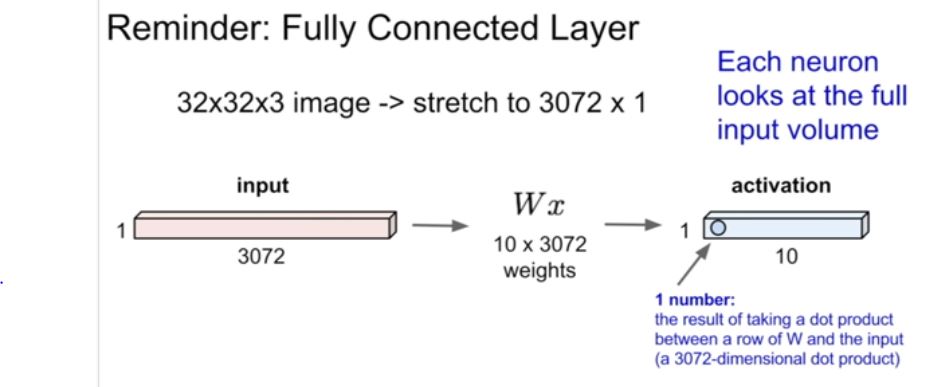 Reminder: Fully Connected Layer
32x32x3 image -> stretch to 3072 x 1
Each neuron
looks at the full
input volume
input
1
3072
Wx
10 x 3072
weights
activation
1
10
1 number:
the result of taking a dot product
between a row of W and the input
(a 3072-dimensional dot product)